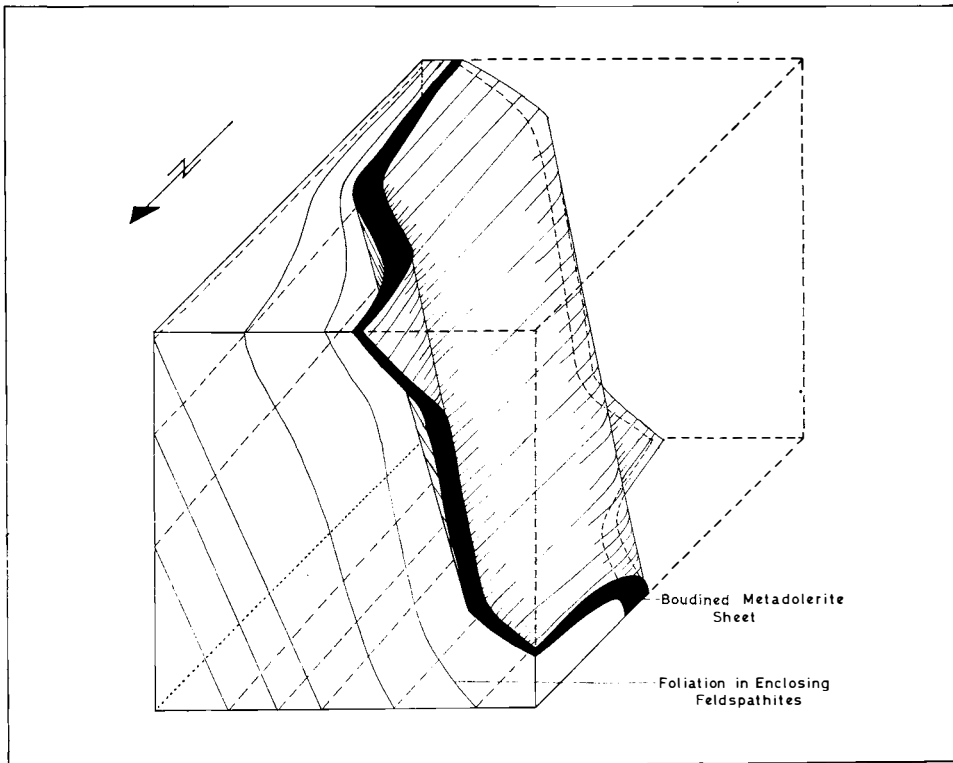 N
Boudined Metadolerite
Sheet
Foliation in Enclosing
Feldspathites